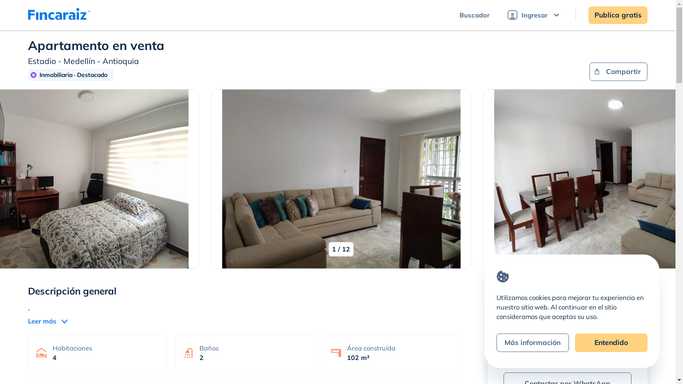 Fincaraiz
Buscador
Ingresar
Publica gratis
Apartamento en venta
Estadio - Medellín - Antioquia
Inmobiliaria · Destacado
Compartir
1 / 12
Descripción general
.
Leer más
Habitaciones
4
Baños
2
Área construida
102 m²
Utilizamos cookies para mejorar tu experiencia en
nuestro sitio web. Al continuar en el sitio
consideramos que aceptas su uso.
Más información
Entendido
Contactar por WhatsApp